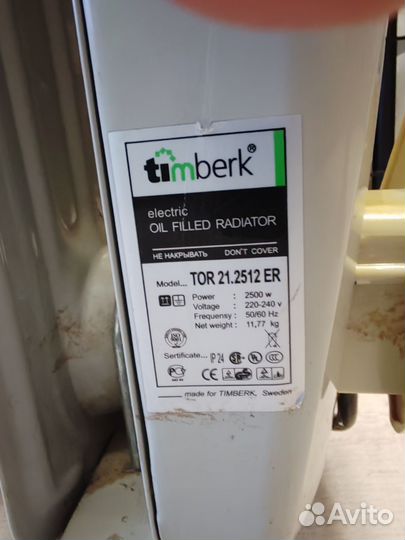 timberk®
electric
OIL FILLED RADIATOR
НЕ НАКРЫВАТЬ DON'T COVER
Model... TOR 21.2512 ER
Power : 2500 w
Voltage : 220-240 v
Frequensy : 50/60 Hz
Net weight : 11,77 kg
Sertificate... IP 24
made for TIMBERK, Sweden
Avito